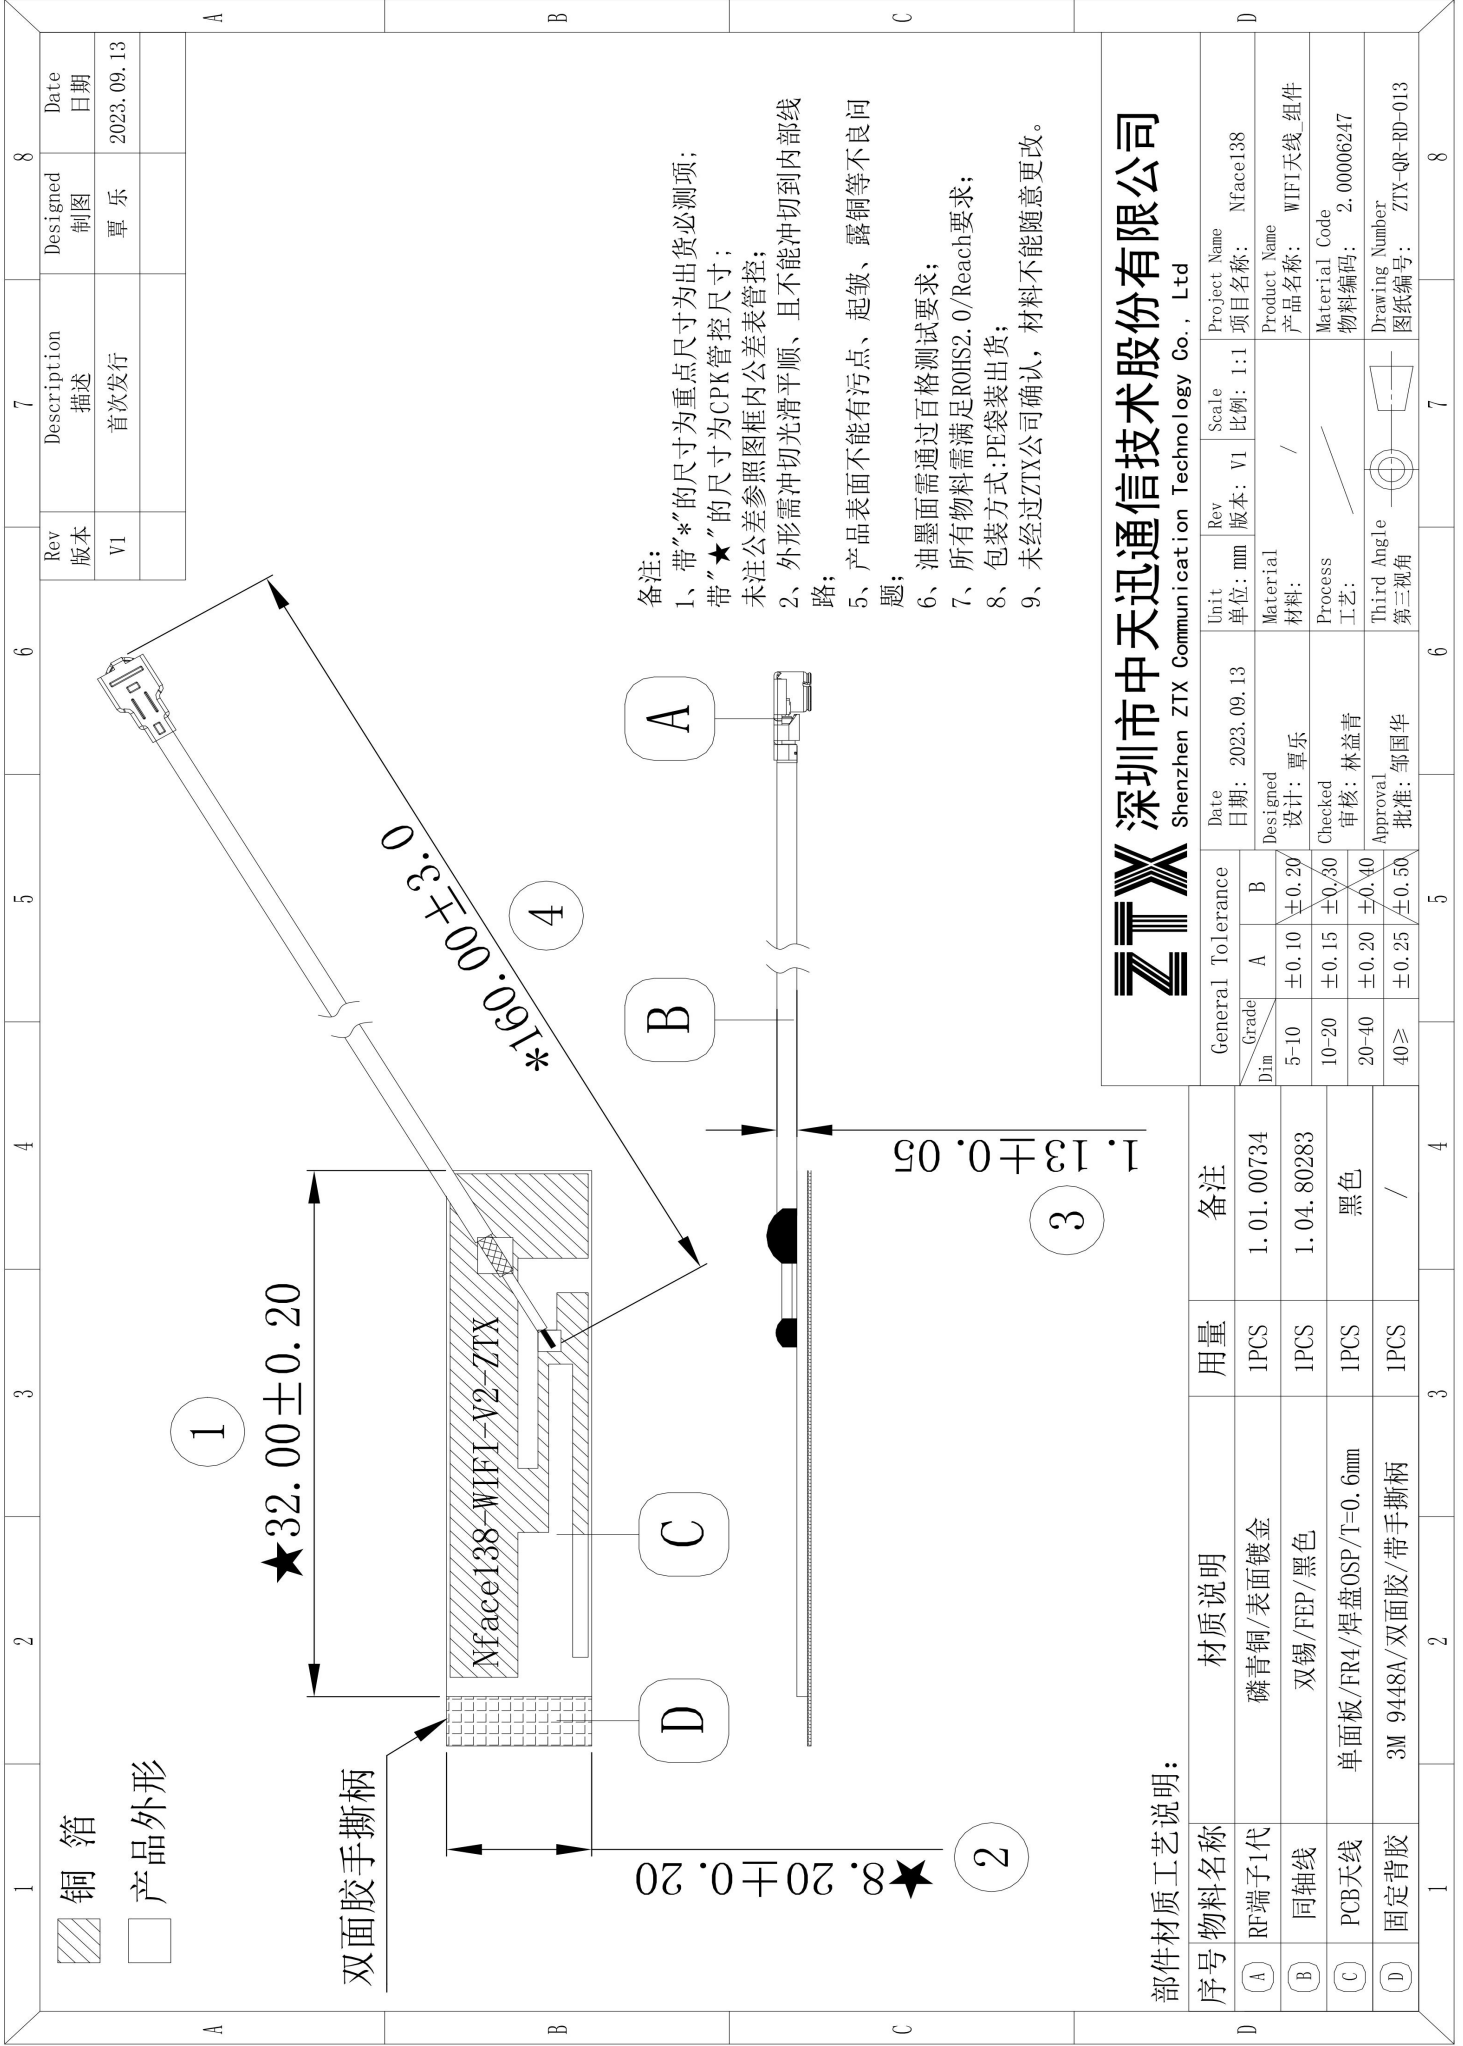 1 2 3 4 5 6 7 8
A
B
C
D
A
B
C
D
Rev Description Designed Date
版本 描述 制图 日期
V1 首次发行 覃 乐 2023.09.13
铜 箔
产品外形
双面胶手撕柄
1
★32.00±0.20
2
★8.20±0.20
Nface138-WIFI-V2-ZTX
*160.00±3.0
4
3
1.13±0.05
A
B
C
D
备注:
1、带"*"的尺寸为重点尺寸为出货必测项;
带"★"的尺寸为CPK管控尺寸;
未注公差参照图框内公差表管控;
2、外形需冲切光滑平顺、且不能冲切到内部线
路;
5、产品表面不能有污点、起皱、露铜等不良问
题;
6、油墨面需通过百格测试要求;
7、所有物料需满足ROHS2.0/Reach要求;
8、包装方式:PE袋装出货;
9、未经过ZTX公司确认, 材料不能随意更改。
部件材质工艺说明:
序号 物料名称 材质说明 用量 备注
A RF端子1代 磷青铜/表面镀金 1PCS 1.01.00734
B 同轴线 双锡/FEP/黑色 1PCS 1.04.80283
C PCB天线 单面板/FR4/焊盘OSP/T=0.6mm 1PCS 黑色
D 固定背胶 3M 9448A/双面胶/带手撕柄 1PCS /
ZTX 深圳市中天迅通信技术股份有限公司
Shenzhen ZTX Communication Technology Co., Ltd
General Tolerance
Dim Grade A B
5-10 ±0.10 ±0.20
10-20 ±0.15 ±0.30
20-40 ±0.20 ±0.40
40≥ ±0.25 ±0.50
Date
日期: 2023.09.13
Designed
设计: 覃乐
Checked
审核: 林益青
Approval
批准: 邹国华
Unit
单位: mm
Rev
版本: V1
Scale
比例: 1:1
Material
材料: /
Process
工艺:
Third Angle
第三视角
Project Name
项目名称: Nface138
Product Name
产品名称: WIFI天线_组件
Material Code
物料编码: 2.00006247
Drawing Number
图纸编号: ZTX-QR-RD-013
1 2 3 4 5 6 7 8